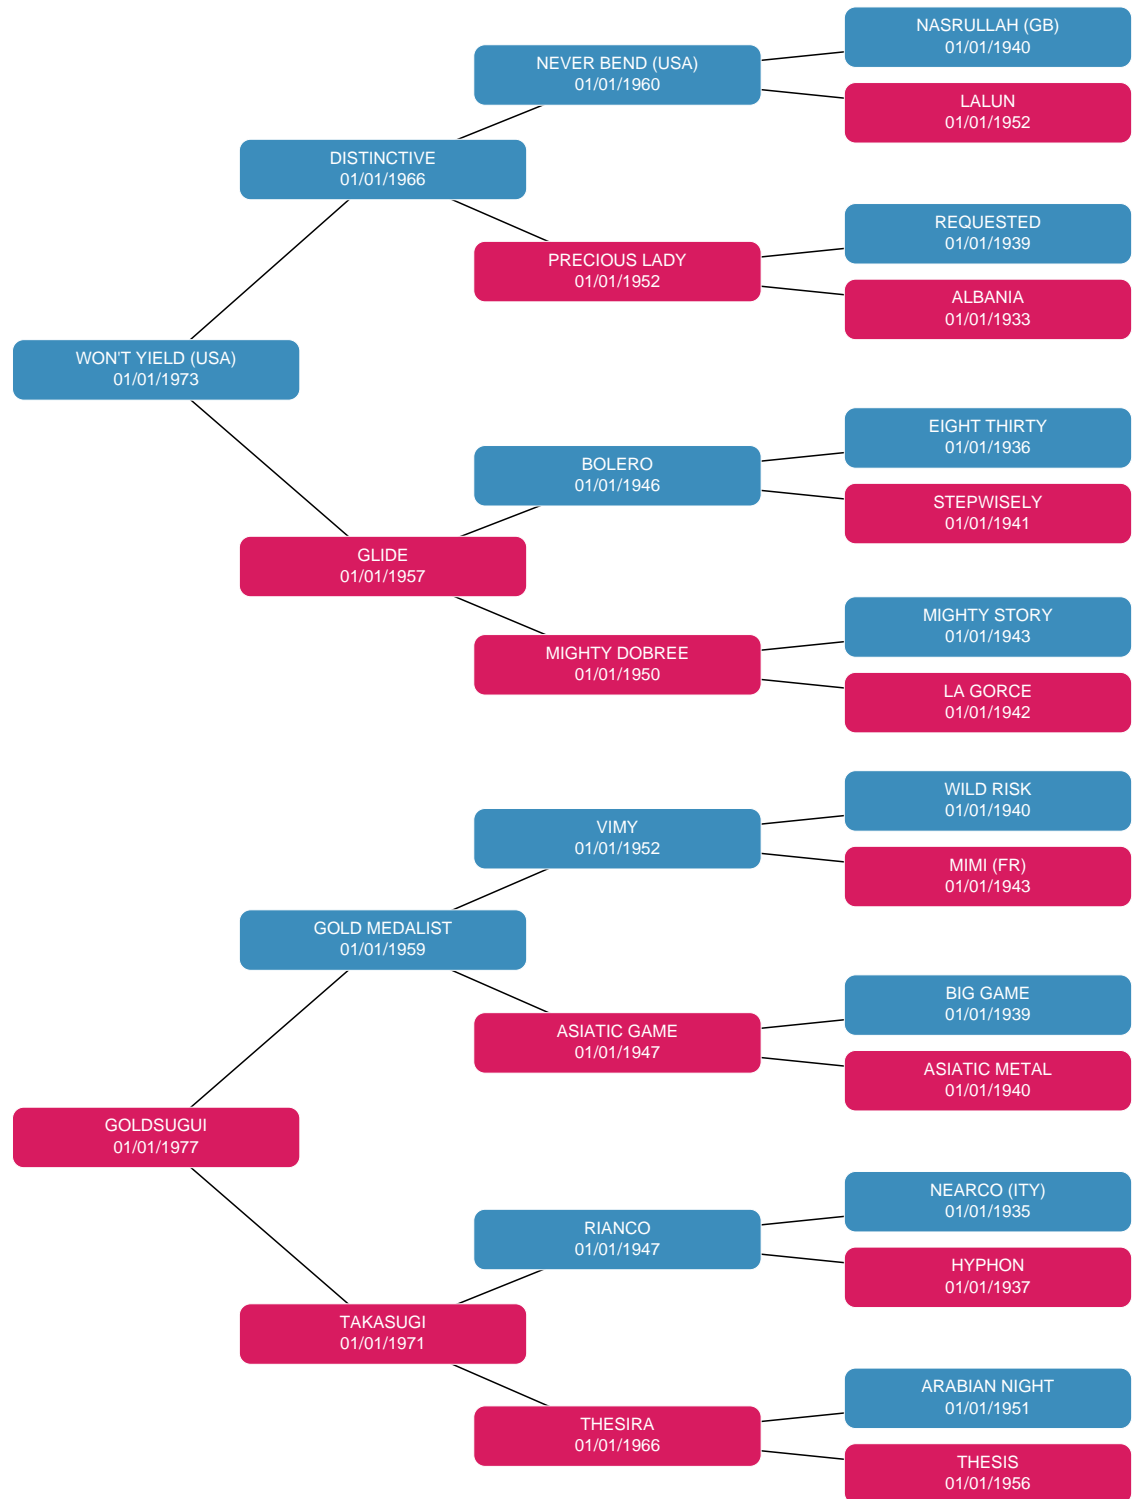 NASRULLAH (GB)
01/01/1940
NEVER BEND (USA)
01/01/1960
LALUN
01/01/1952
DISTINCTIVE
01/01/1966
REQUESTED
01/01/1939
PRECIOUS LADY
01/01/1952
ALBANIA
01/01/1933
WON'T YIELD (USA)
01/01/1973
EIGHT THIRTY
01/01/1936
BOLERO
01/01/1946
STEPWISELY
01/01/1941
GLIDE
01/01/1957
MIGHTY STORY
01/01/1943
MIGHTY DOBREE
01/01/1950
LA GORCE
01/01/1942
WILD RISK
01/01/1940
VIMY
01/01/1952
MIMI (FR)
01/01/1943
GOLD MEDALIST
01/01/1959
BIG GAME
01/01/1939
ASIATIC GAME
01/01/1947
ASIATIC METAL
01/01/1940
GOLDSUGUI
01/01/1977
NEARCO (ITY)
01/01/1935
RIANCO
01/01/1947
HYPHON
01/01/1937
TAKASUGI
01/01/1971
ARABIAN NIGHT
01/01/1951
THESIRA
01/01/1966
THESIS
01/01/1956